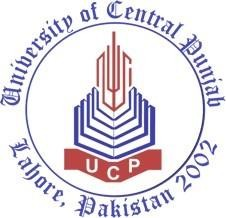 University of Central Punjab
UCP
Lahore, Pakistan 2002